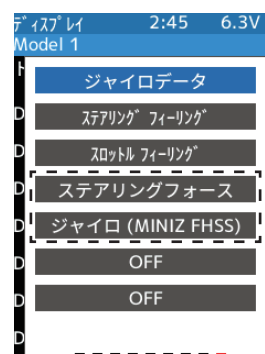 ﾃﾞｨｽﾌﾟﾚｲ 2:45 6.3V
Model 1
ト
ジャイロデータ
D
ｽﾃｱﾘﾝｸﾞ ﾌｨｰﾘﾝｸﾞ
D
ｽﾛｯﾄﾙ ﾌｨｰﾘﾝｸﾞ
D
ステアリングフォース
D
ジャイロ (MINIZ FHSS)
D
OFF
D
OFF
D